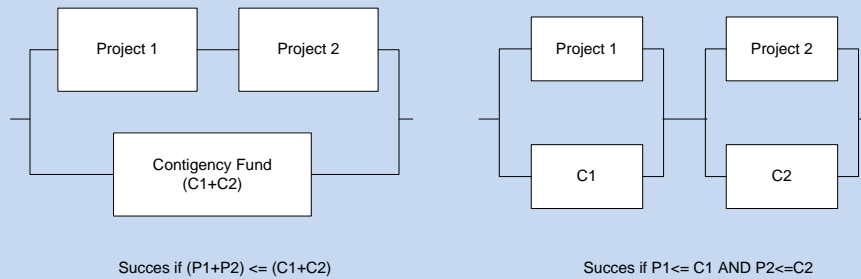 Project 1
Project 2
Contigency Fund
(C1+C2)
Succes if (P1+P2) <= (C1+C2)
Project 1
Project 2
C1
C2
Succes if P1<= C1 AND P2<=C2